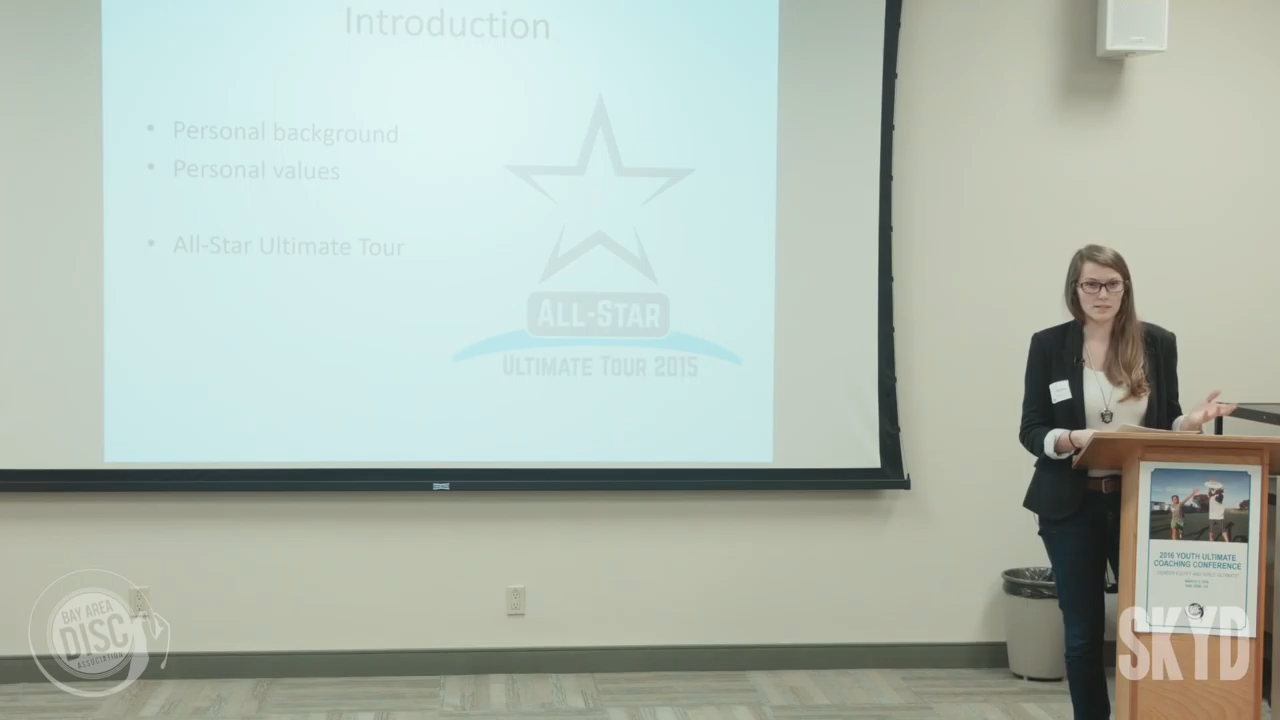 Introduction
• Personal background
• Personal values
• All-Star Ultimate Tour
ALL-STAR
ULTIMATE TOUR 2015
2016 YOUTH ULTIMATE
COACHING CONFERENCE
BAY AREA
DISC
ASSOCIATION
SKYD